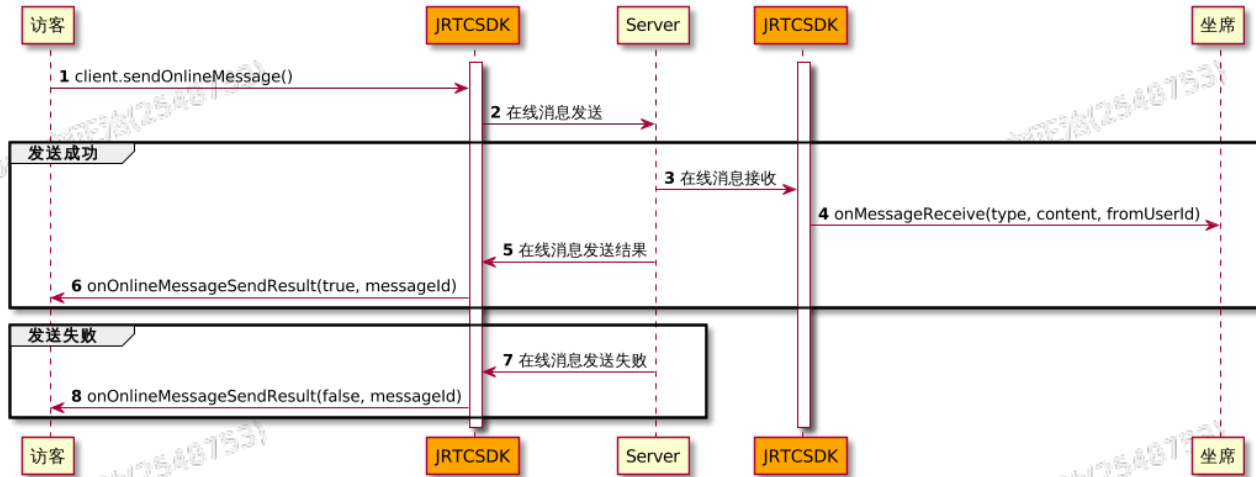 访客 JRTCSDK Server JRTCSDK 坐席
1 client.sendOnlineMessage()
2 在线消息发送
发送成功
3 在线消息接收
4 onMessageReceive(type, content, fromUserId)
5 在线消息发送结果
6 onOnlineMessageSendResult(true, messageId)
发送失败
7 在线消息发送失败
8 onOnlineMessageSendResult(false, messageId)
访客 JRTCSDK Server JRTCSDK 坐席